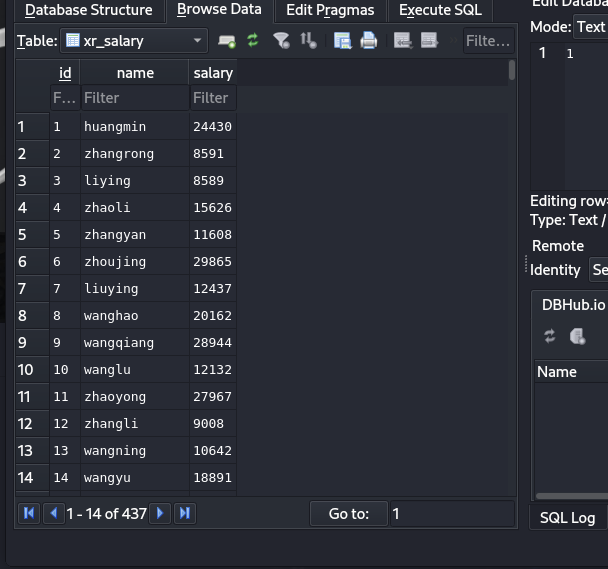 Database Structure Browse Data Edit Pragmas Execute SQL
Table: xr_salary Filte...
id name salary
F... Filter Filter
1 1 huangmin 24430
2 2 zhangrong 8591
3 3 liying 8589
4 4 zhaoli 15626
5 5 zhangyan 11608
6 6 zhoujing 29865
7 7 liuying 12437
8 8 wanghao 20162
9 9 wangqiang 28944
10 10 wanglu 12132
11 11 zhaoyong 27967
12 12 zhangli 9008
13 13 wangning 10642
14 14 wangyu 18891
1 - 14 of 437 Go to: 1
Edit Databa
Mode: Text
1 1
Editing row=
Type: Text /
Remote
Identity Se
DBHub.io
Name
SQL Log